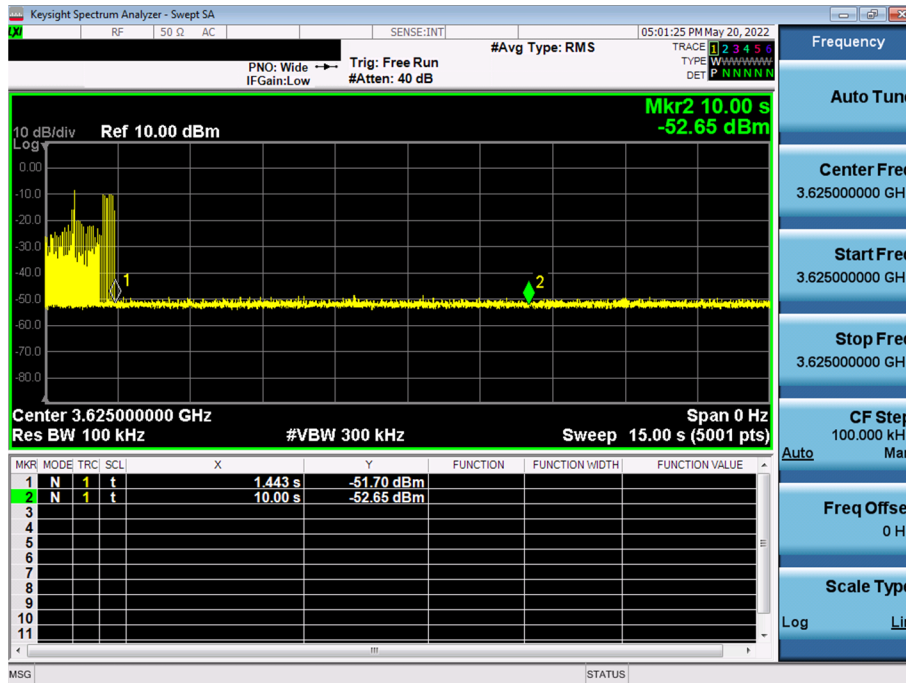 Keysight Spectrum Analyzer - Swept SA
LXI RF 50 Ω AC SENSE:INT 05:01:25 PM May 20, 2022
#Avg Type: RMS
TRACE 1 2 3 4 5 6
PNO: Wide Trig: Free Run
TYPE W W W W W W
IFGain:Low #Atten: 40 dB
DET P N N N N N
Mkr2 10.00 s
-52.65 dBm
10 dB/div Ref 10.00 dBm
Log
0.00
-10.0
-20.0
-30.0
-40.0
-50.0
-60.0
-70.0
-80.0
1
2
Center 3.625000000 GHz Span 0 Hz
Res BW 100 kHz #VBW 300 kHz Sweep 15.00 s (5001 pts)
MKR MODE TRC SCL X Y FUNCTION FUNCTION WIDTH FUNCTION VALUE
1 N 1 t 1.443 s -51.70 dBm
2 N 1 t 10.00 s -52.65 dBm
3
4
5
6
7
8
9
10
11
MSG STATUS
Frequency
Auto Tun
Center Fre
3.625000000 GH
Start Fre
3.625000000 GH
Stop Fre
3.625000000 GH
CF Ste
100.000 kH
Auto Ma
Freq Offse
0 H
Scale Typ
Log Li